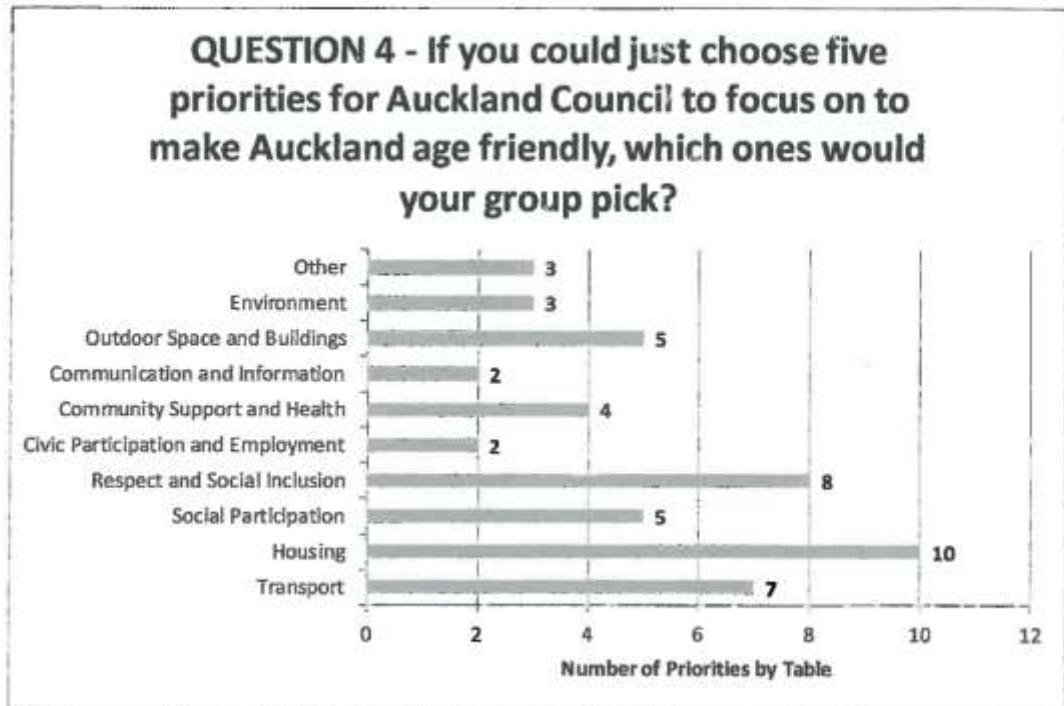 QUESTION 4 - If you could just choose five
priorities for Auckland Council to focus on to
make Auckland age friendly, which ones would
your group pick?
Other 3
Environment 3
Outdoor Space and Buildings 5
Communication and Information 2
Community Support and Health 4
Civic Participation and Employment 2
Respect and Social Inclusion 8
Social Participation 5
Housing 10
Transport 7
0 2 4 6 8 10 12
Number of Priorities by Table